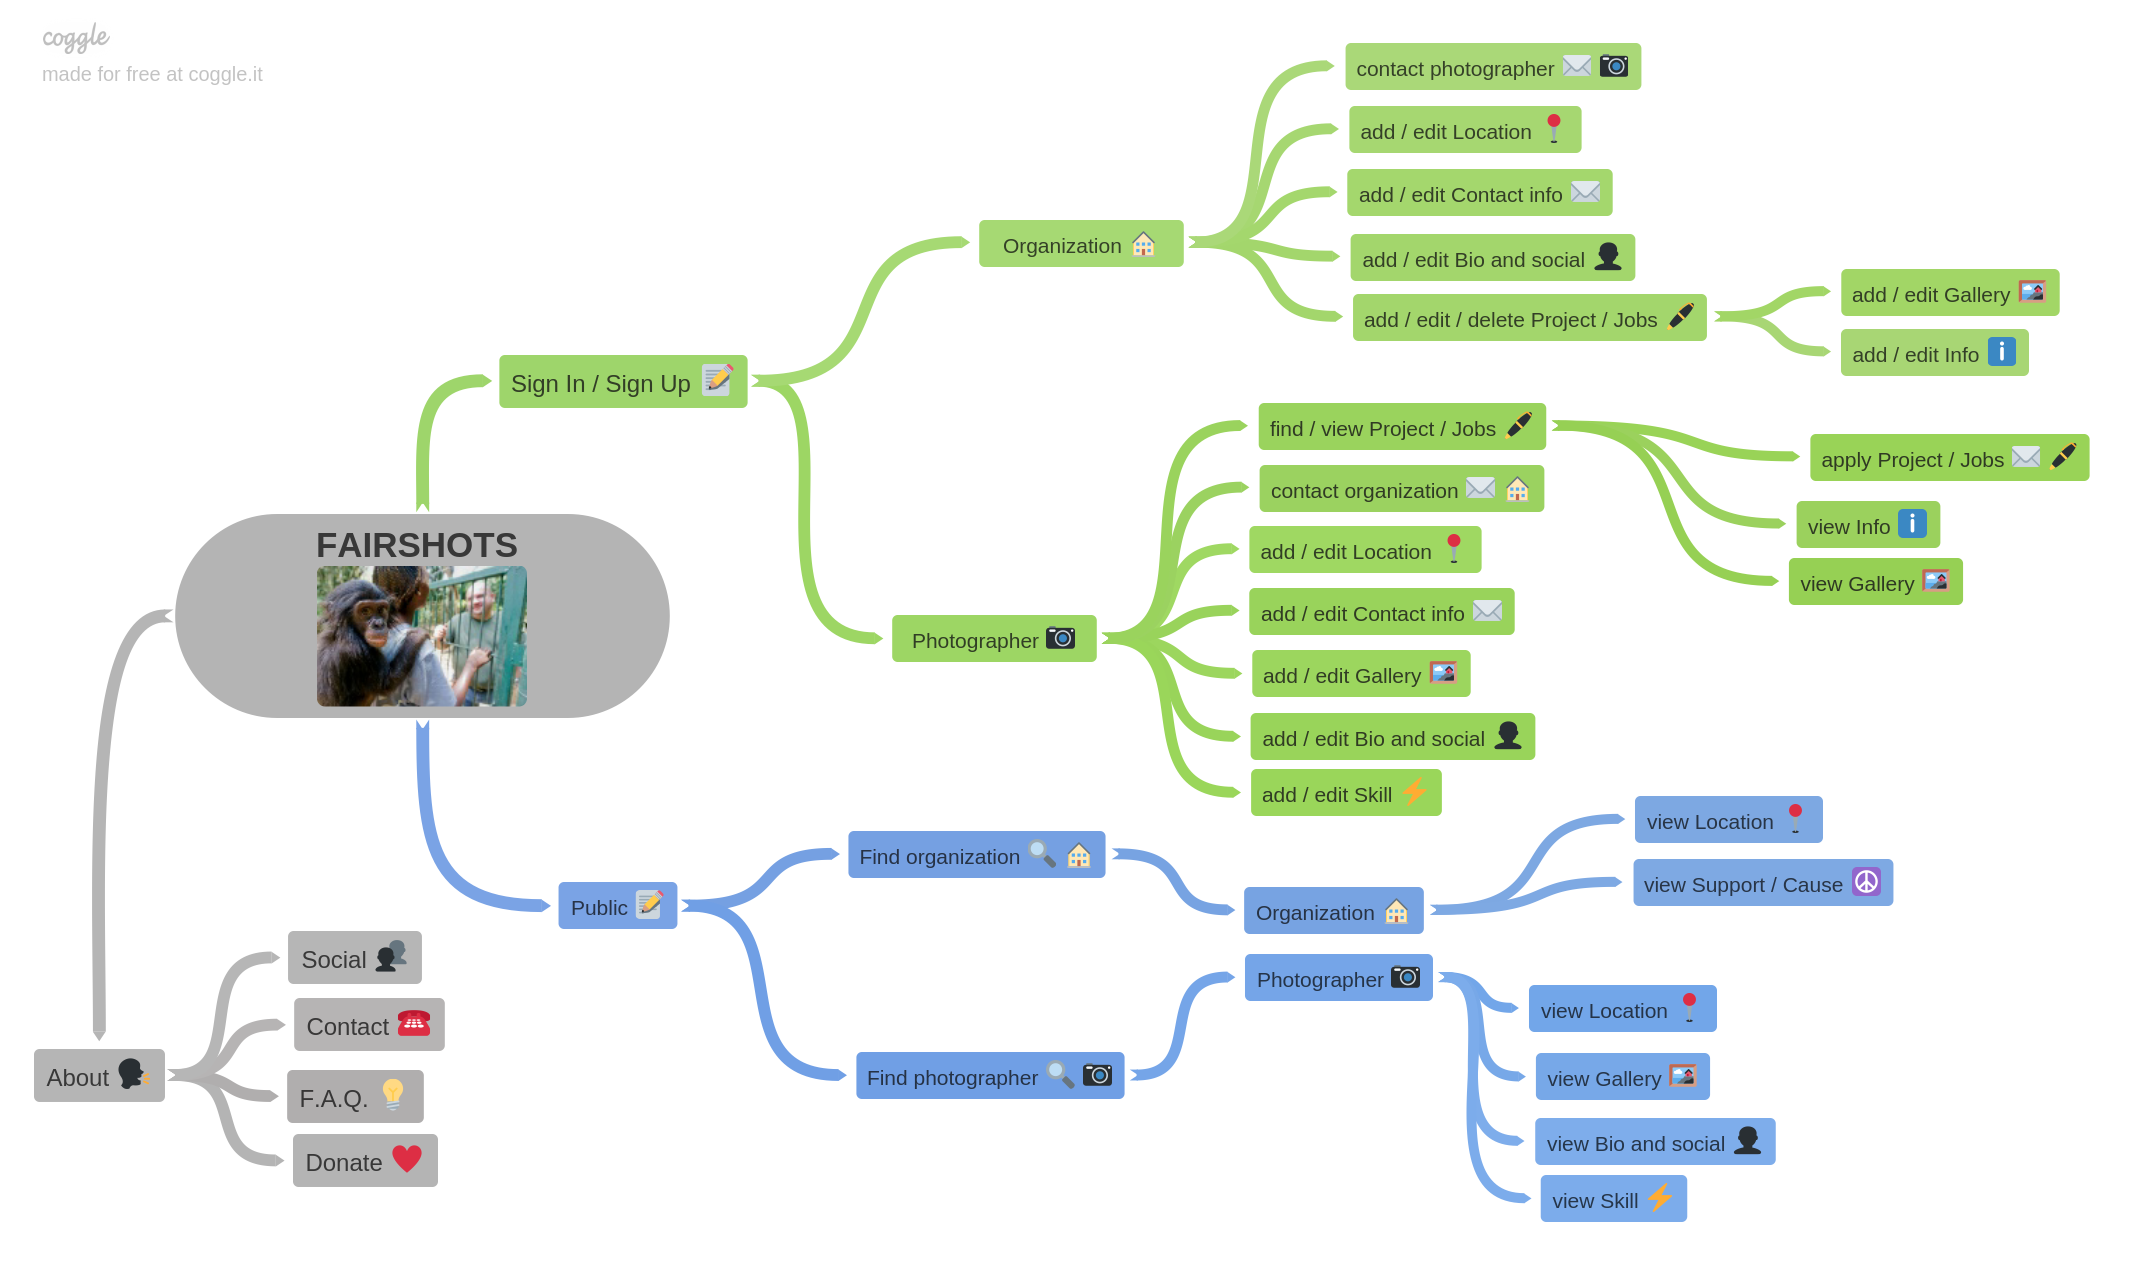 coggle
made for free at coggle.it
FAIRSHOTS
Sign In / Sign Up
Organization
contact photographer
add / edit Location
add / edit Contact info
add / edit Bio and social
add / edit / delete Project / Jobs
add / edit Gallery
add / edit Info
Photographer
find / view Project / Jobs
apply Project / Jobs
view Info
view Gallery
contact organization
add / edit Location
add / edit Contact info
add / edit Gallery
add / edit Bio and social
add / edit Skill
Public
Find organization
Organization
view Location
view Support / Cause
Find photographer
Photographer
view Location
view Gallery
view Bio and social
view Skill
About
Social
Contact
F.A.Q.
Donate